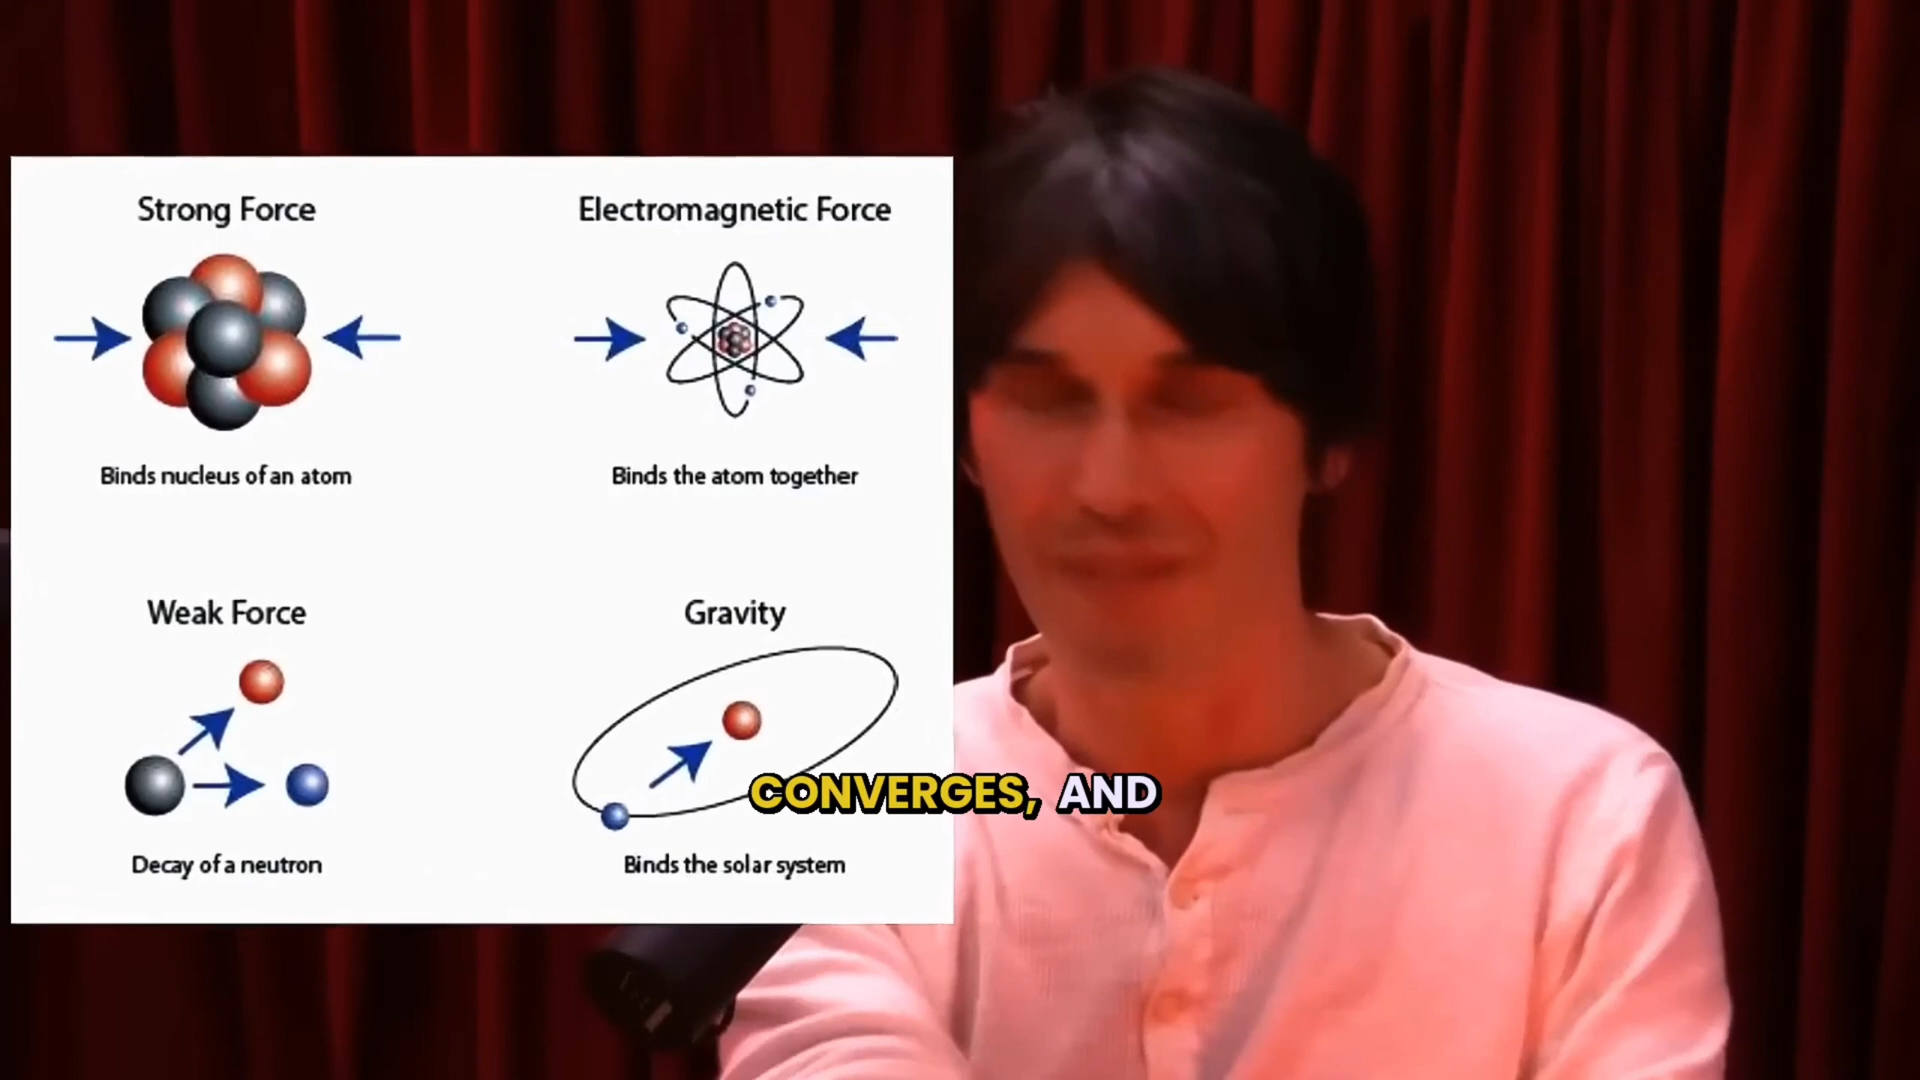 Strong Force
Electromagnetic Force
Binds nucleus of an atom
Binds the atom together
Weak Force
Gravity
CONVERGES, AND
Decay of a neutron
Binds the solar system